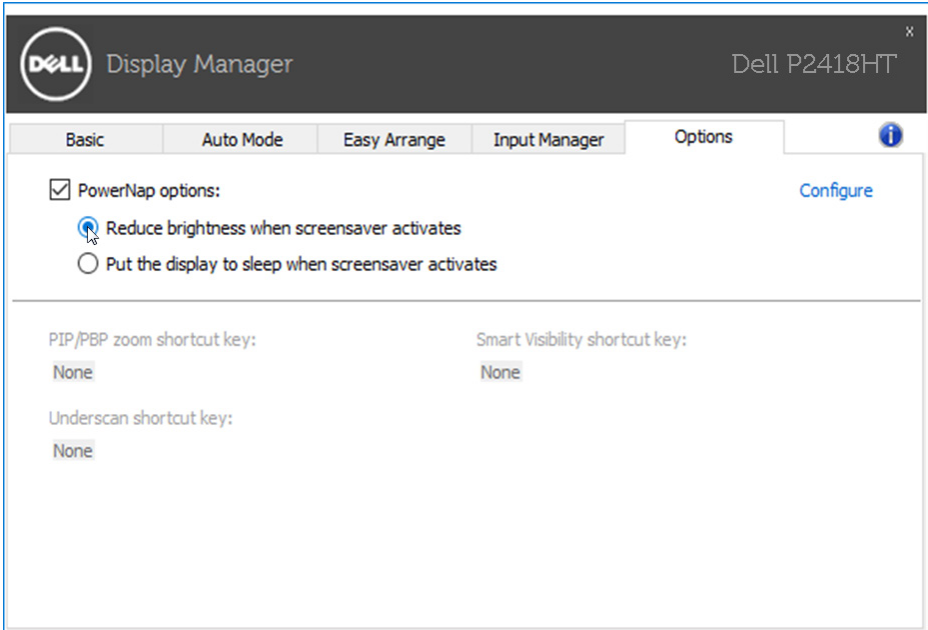 DELL Display Manager
Dell P2418HT
x
Basic Auto Mode Easy Arrange Input Manager Options i
PowerNap options: Configure
Reduce brightness when screensaver activates
Put the display to sleep when screensaver activates
PIP/PBP zoom shortcut key: Smart Visibility shortcut key:
None None
Underscan shortcut key:
None